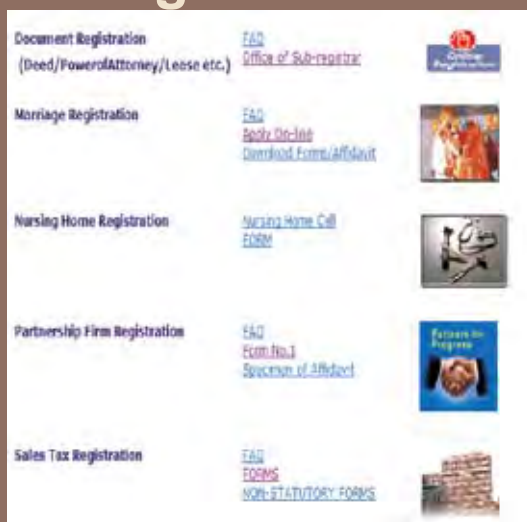 Document Registration
FAQ
(Deed/PowerofAttorney/Lease etc.)
Office of Sub-registrar
Online
Registration
Marriage Registration
FAQ
Apply On-line
Download Forms/Affidavit
Nursing Home Registration
Nursing Home Cell
FORM
Partnership Firm Registration
FAQ
Form No.1
Specimen of Affidavit
Partners in
Progress
Sales Tax Registration
FAQ
FORMS
NON-STATUTORY FORMS